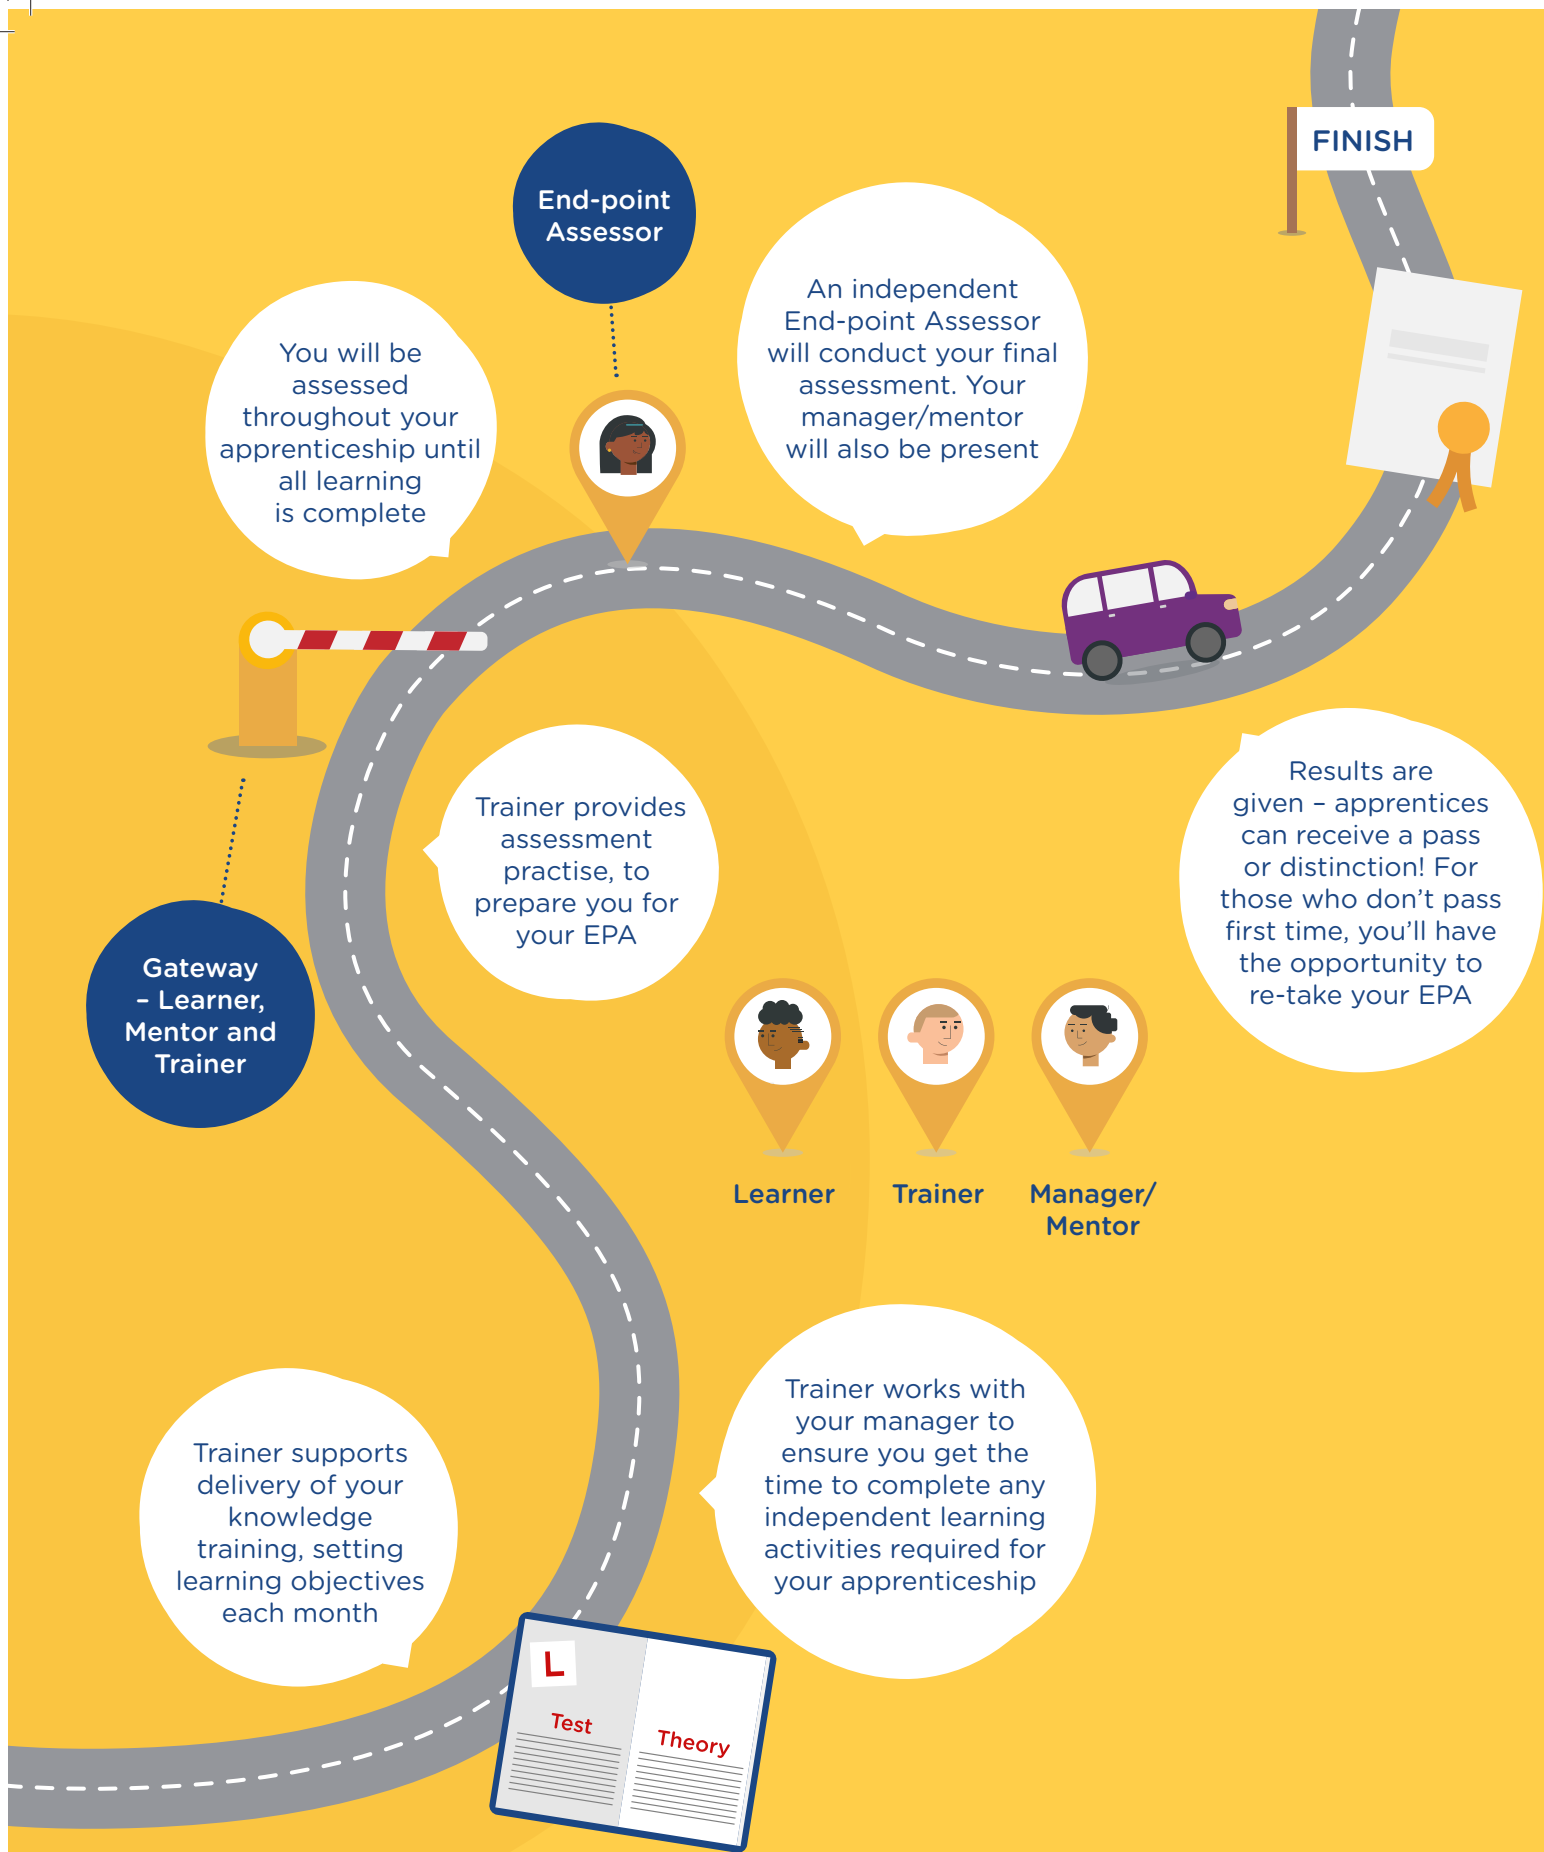 FINISH
End-point
Assessor
An independent
End-point Assessor
will conduct your final
assessment. Your
manager/mentor
will also be present
You will be
assessed
throughout your
apprenticeship until
all learning
is complete
Trainer provides
assessment
practise, to
prepare you for
your EPA
Results are
given – apprentices
can receive a pass
or distinction! For
those who don’t pass
first time, you’ll have
the opportunity to
re-take your EPA
Gateway
– Learner,
Mentor and
Trainer
Learner
Trainer
Manager/
Mentor
Trainer works with
your manager to
ensure you get the
time to complete any
independent learning
activities required for
your apprenticeship
Trainer supports
delivery of your
knowledge
training, setting
learning objectives
each month
L
Test
Theory